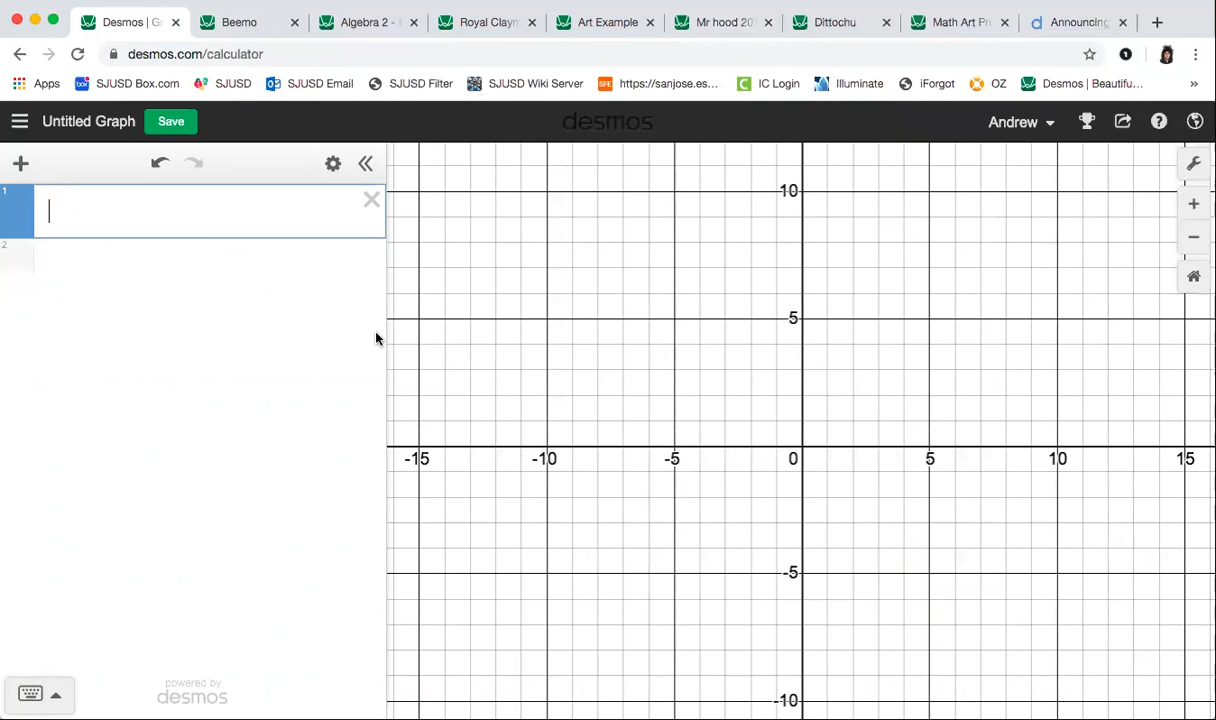 Desmos | Gr
Beemo
Algebra 2 -
Royal Claym
Art Example
Mr hood 20
Dittochu
Math Art Pr
Announcing
desmos.com/calculator
Apps
SJUSD Box.com
SJUSD
SJUSD Email
SJUSD Filter
SJUSD Wiki Server
https://sanjose.es...
IC Login
Illuminate
iForgot
OZ
Desmos | Beautifu...
Untitled Graph
Save
desmos
Andrew
1
2
10
5
-15
-10
-5
0
5
10
15
-5
-10
powered by
desmos